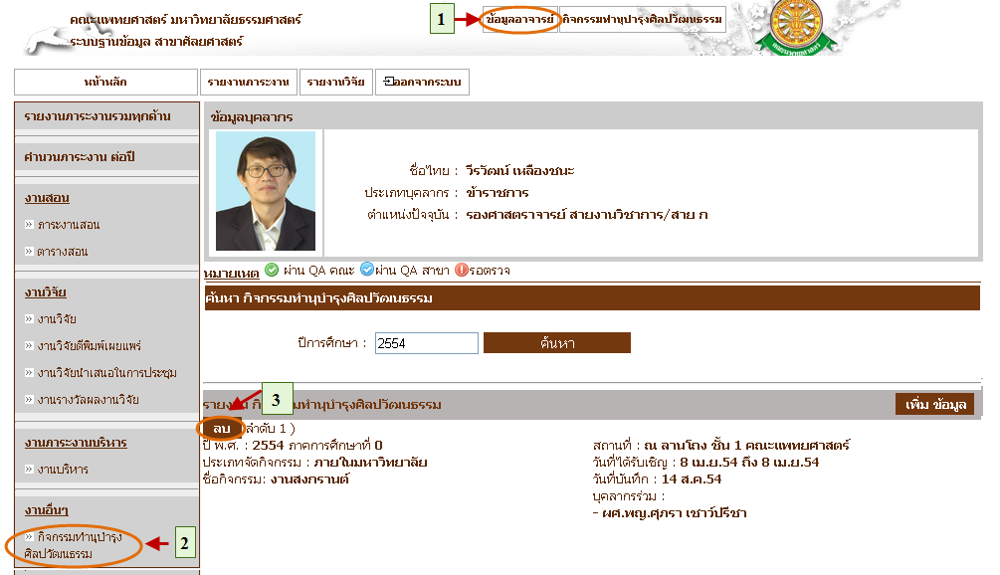 คณะแพทยศาสตร์ มหาวิทยาลัยธรรมศาสตร์
ระบบฐานข้อมูล สาขาศัลยศาสตร์
1
ข้อมูลอาจารย์
กิจกรรมทำนุบำรุงศิลปวัฒนธรรม
หน้าหลัก
รายงานภาระงาน
รายงานวิจัย
ออกจากระบบ
รายงานภาระงานรวมทุกด้าน
คำนวนภาระงาน ต่อปี
งานสอน
» ภาระงานสอน
» ตารางสอน
งานวิจัย
» งานวิจัย
» งานวิจัยตีพิมพ์เผยแพร่
» งานวิจัยนำเสนอในการประชุม
» งานรางวัลผลงานวิจัย
งานภาระงานบริหาร
» งานบริหาร
งานอื่นๆ
» กิจกรรมทำนุบำรุง
ศิลปวัฒนธรรม
2
ข้อมูลบุคลากร
ชื่อไทย : วีรวัฒน์ เหลืองชนะ
ประเภทบุคลากร : ข้าราชการ
ตำแหน่งปัจจุบัน : รองศาสตราจารย์ สายงานวิชาการ/สาย ก
หมายเหตุ ผ่าน QA คณะ ผ่าน QA สาขา รอตรวจ
ค้นหา กิจกรรมทำนุบำรุงศิลปวัฒนธรรม
ปีการศึกษา : 2554 ค้นหา
3
รายงาน กิจกรรมทำนุบำรุงศิลปวัฒนธรรม
เพิ่ม ข้อมูล
ลบ ลำดับ 1 )
ปี พ.ศ. : 2554 ภาคการศึกษาที่ 0
ประเภทจัดกิจกรรม : ภายในมหาวิทยาลัย
ชื่อกิจกรรม: งานสงกรานต์
สถานที่ : ณ ลานโถง ชั้น 1 คณะแพทยศาสตร์
วันที่ได้รับเชิญ : 8 เม.ย.54 ถึง 8 เม.ย.54
วันที่บันทึก : 14 ส.ค.54
บุคลากรร่วม :
- ผศ.พญ.ศุภรา เชาว์ปรีชา